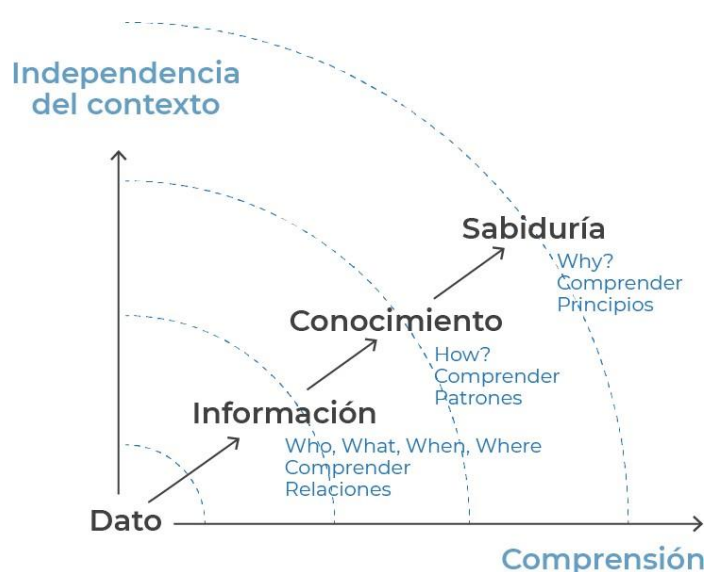 Independencia
del contexto
Sabiduría
Why?
Comprender
Principios
Conocimiento
How?
Comprender
Patrones
Información
Who, What, When, Where
Comprender
Relaciones
Dato
Comprensión